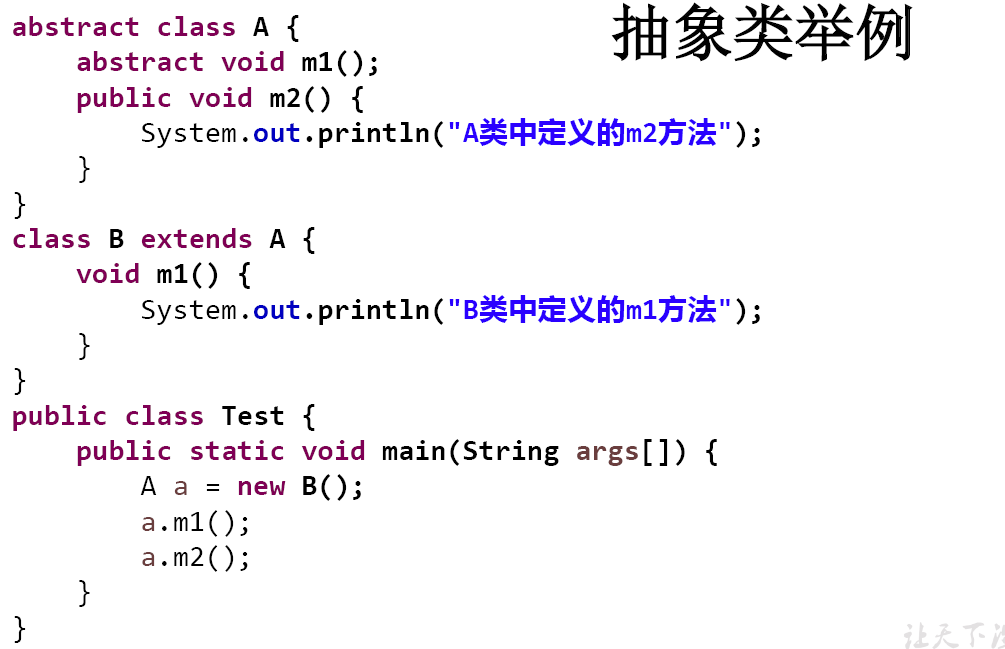 抽象类举例
abstract class A {
    abstract void m1();
    public void m2() {
        System.out.println("A类中定义的m2方法");
    }
}
class B extends A {
    void m1() {
        System.out.println("B类中定义的m1方法");
    }
}
public class Test {
    public static void main(String args[]) {
        A a = new B();
        a.m1();
        a.m2();
    }
}
让天下没